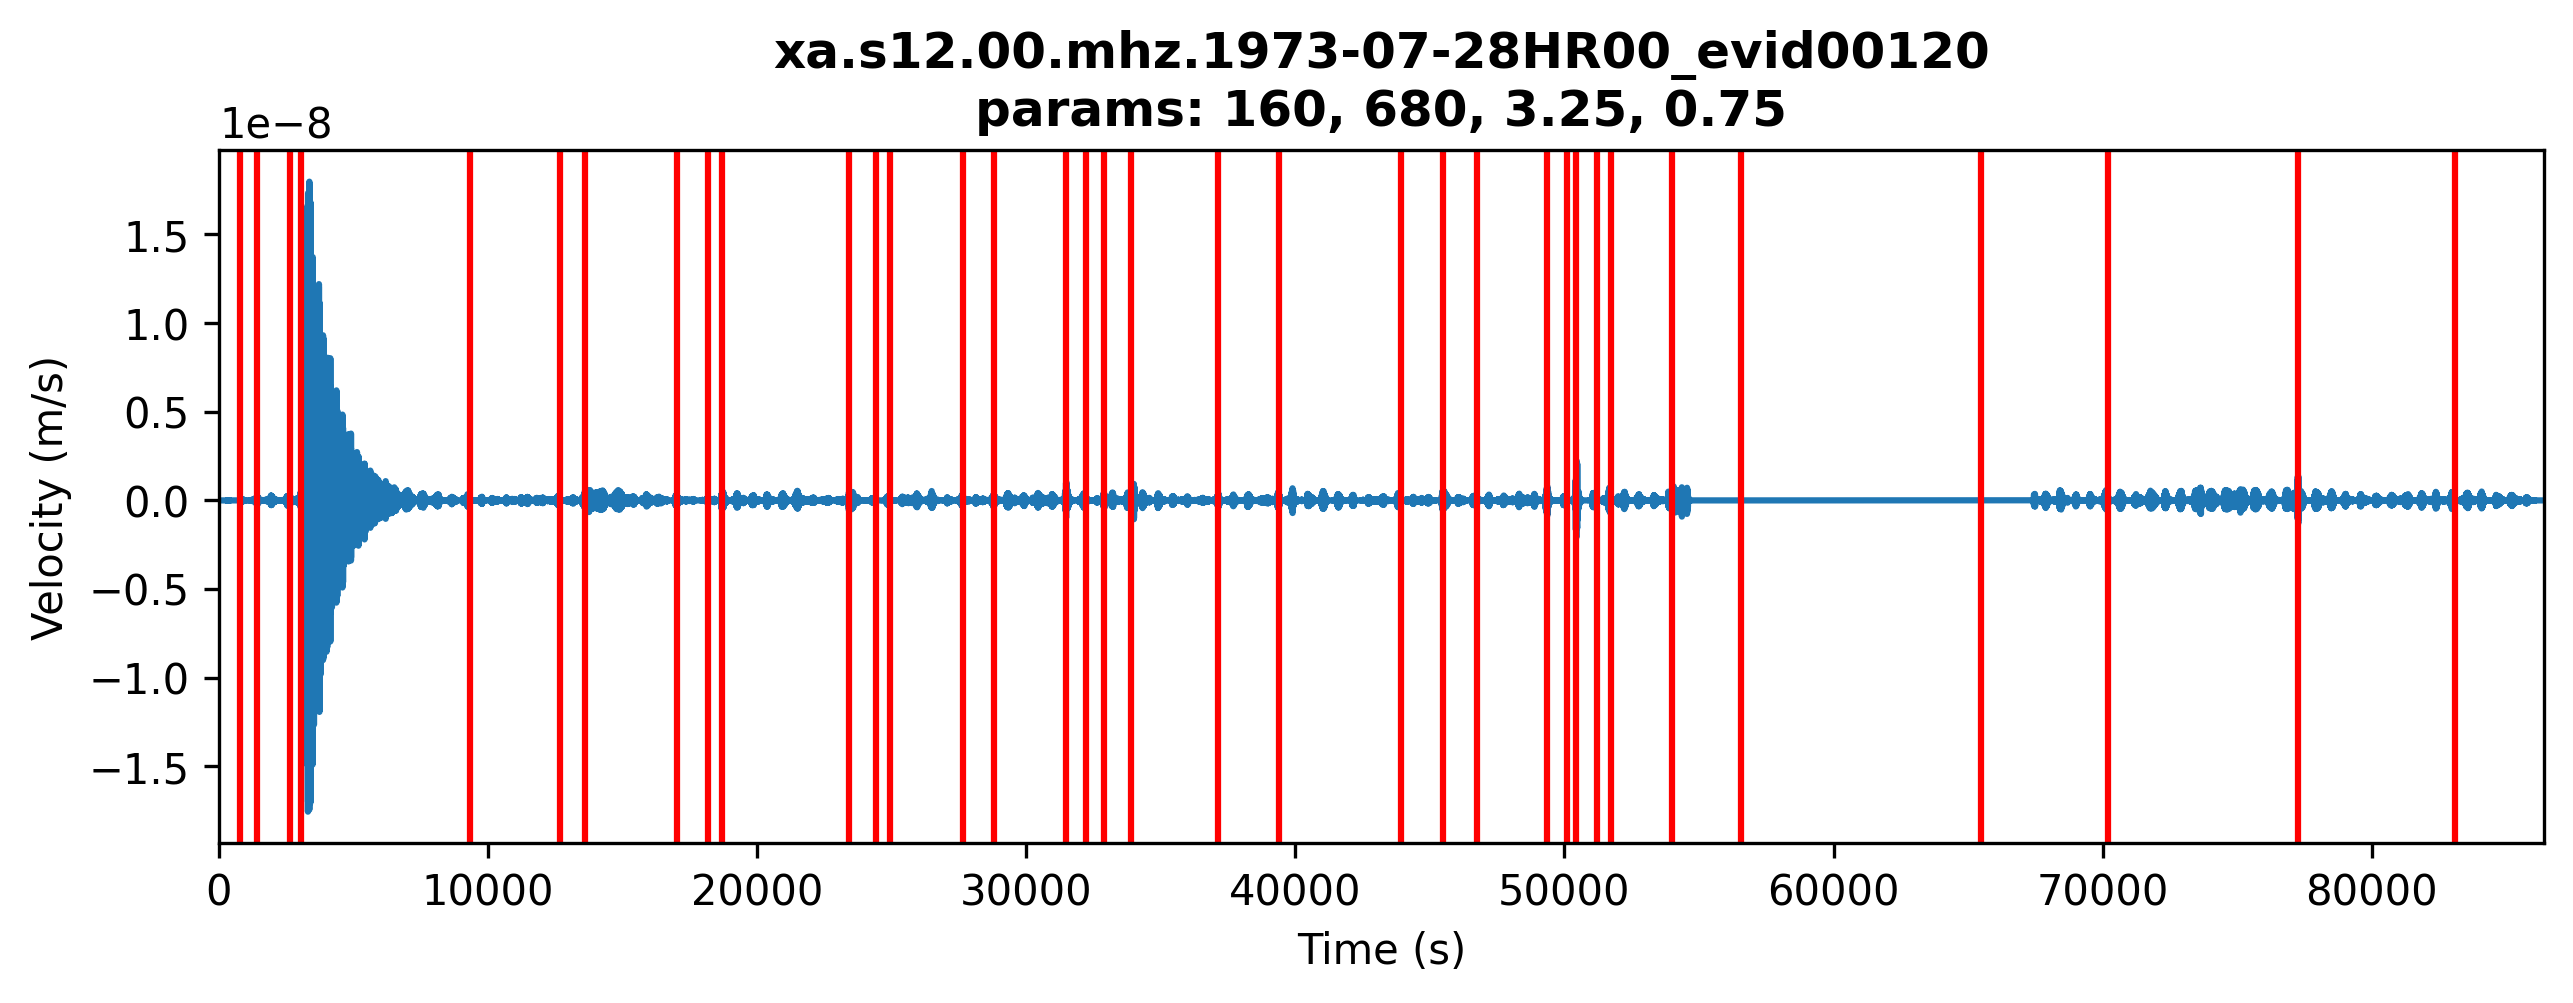 xa.s12.00.mhz.1973-07-28HR00_evid00120
params: 160, 680, 3.25, 0.75
1e−8
1.5
1.0
0.5
0.0
−0.5
−1.0
−1.5
Velocity (m/s)
0 10000 20000 30000 40000 50000 60000 70000 80000
Time (s)